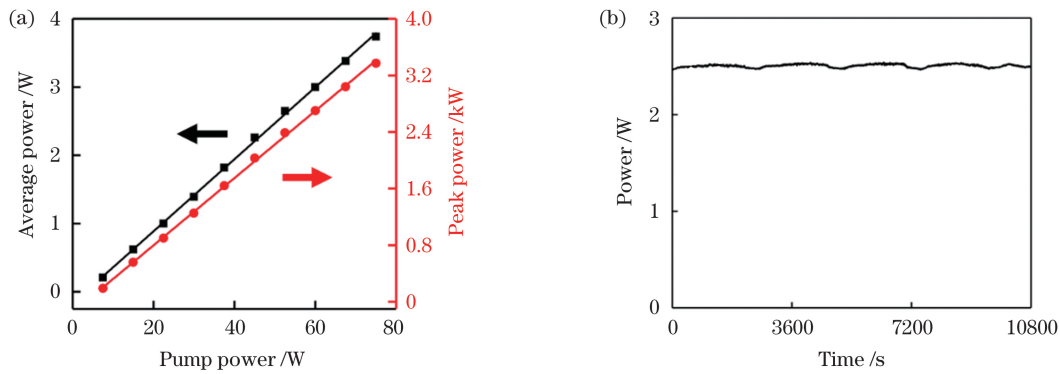 (a)
4
3
2
1
0
Average power /W
4.0
3.2
2.4
1.6
0.8
0
Peak power /kW
0 20 40 60 80
Pump power /W
(b)
3
2
1
0
Power /W
0 3600 7200 10800
Time /s